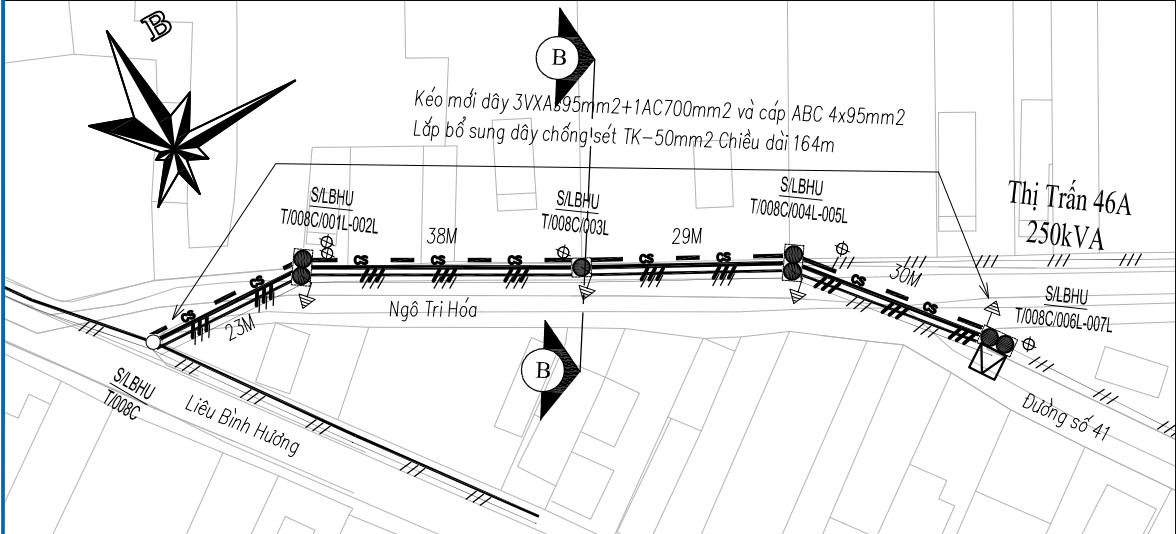 B
B
Kéo mới dây 3VXAs95mm2+1AC700mm2 và cáp ABC 4x95mm2
Lắp bổ sung dây chống sét TK-50mm2 Chiều dài 164m
S/LBHU
T/008C/001L-002L
S/LBHU
T/008C/003L
S/LBHU
T/008C/004L-005L
Thị Trấn 46A
250kVA
38M
29M
30M
23M
CS
CS
CS
CS
CS
CS
CS
CS
CS
S/LBHU
T/008C/006L-007L
Ngô Tri Hóa
B
S/LBHU
T/008C
Liêu Bình Hương
Đường số 41